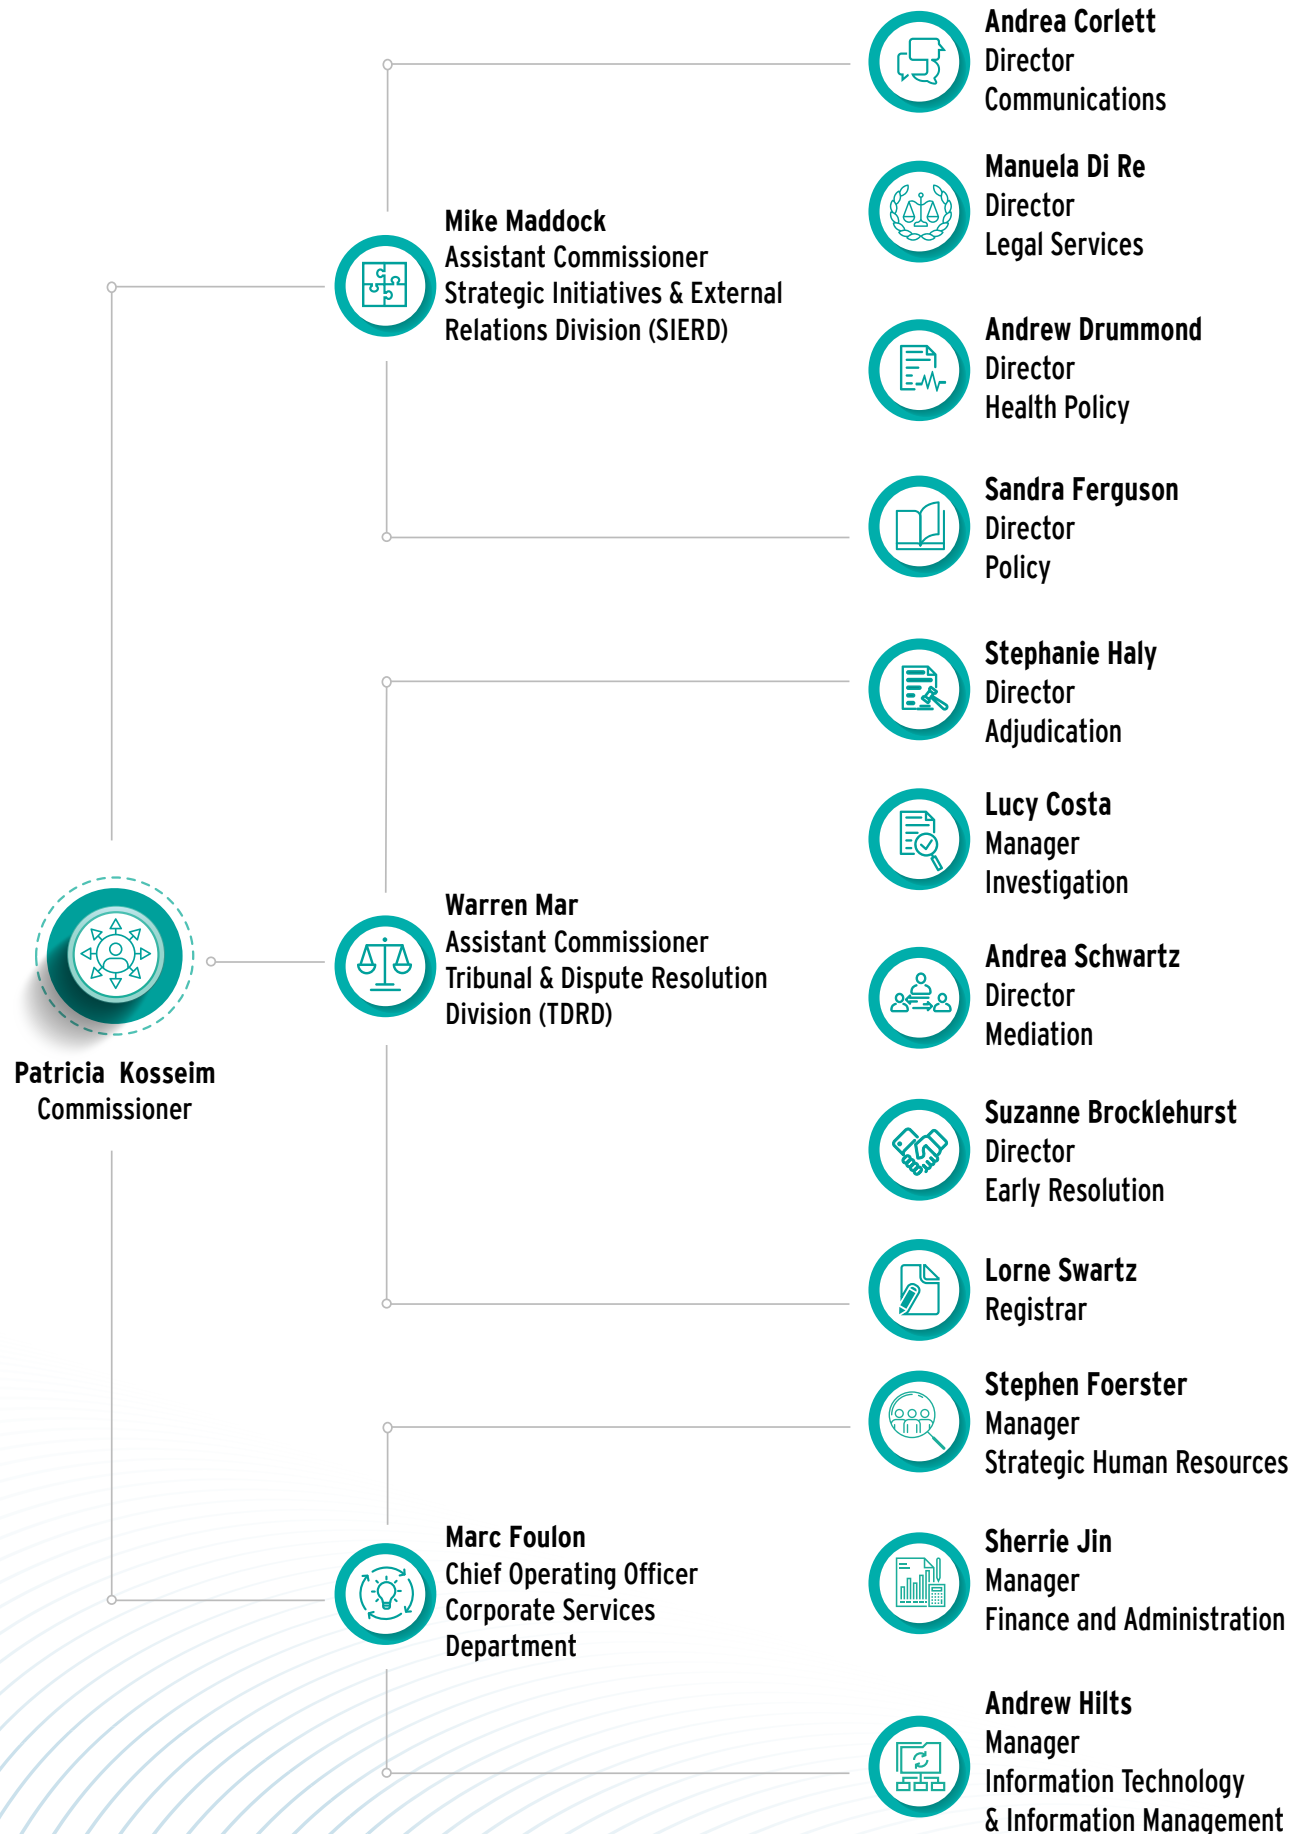 Andrea Corlett
Director
Communications
Manuela Di Re
Director
Legal Services
Mike Maddock
Assistant Commissioner
Strategic Initiatives & External
Relations Division (SIERD)
Andrew Drummond
Director
Health Policy
Sandra Ferguson
Director
Policy
Stephanie Haly
Director
Adjudication
Lucy Costa
Manager
Investigation
Warren Mar
Assistant Commissioner
Tribunal & Dispute Resolution
Division (TDRD)
Andrea Schwartz
Director
Mediation
Patricia Kosseim
Commissioner
Suzanne Brocklehurst
Director
Early Resolution
Lorne Swartz
Registrar
Stephen Foerster
Manager
Strategic Human Resources
Marc Foulon
Chief Operating Officer
Corporate Services
Department
Sherrie Jin
Manager
Finance and Administration
Andrew Hilts
Manager
Information Technology
& Information Management